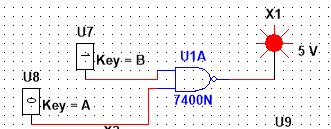 X1
U7
5 V
Key = B
U1A
U8
7400N
Key = A
U9